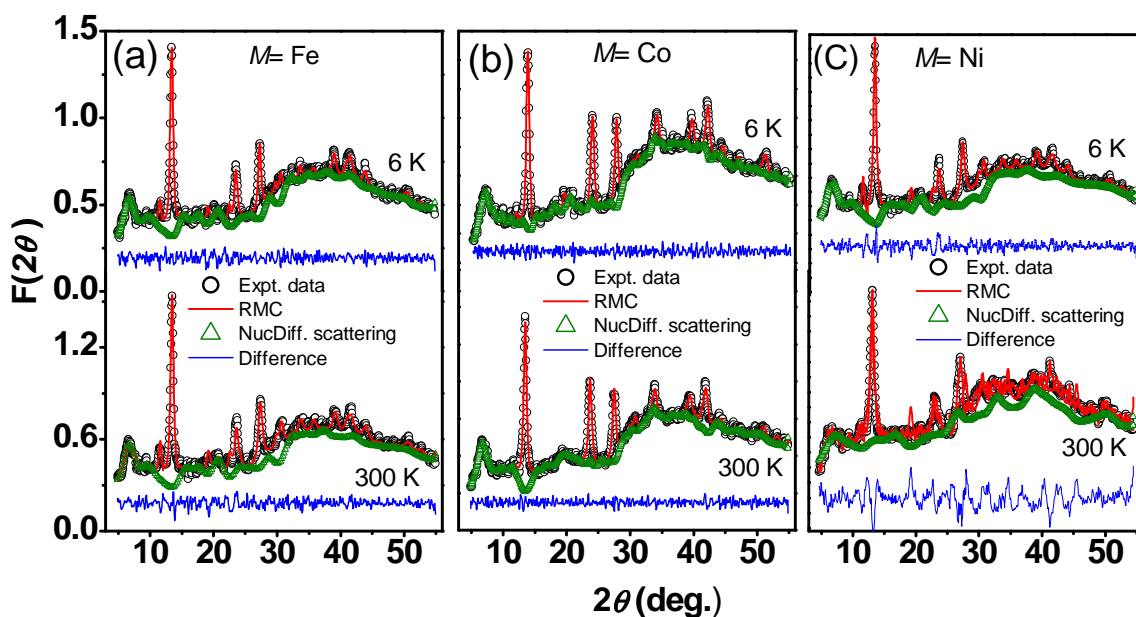 F(2θ)
1.5
1.0
0.5
0.0
1.2
0.6
0.0
(a)
M= Fe
6 K
Expt. data
RMC
NucDiff. scattering
Difference
300 K
10 20 30 40 50
(b)
M= Co
6 K
Expt. data
RMC
NucDiff. scattering
Difference
300 K
10 20 30 40 50
(C)
M= Ni
6 K
Expt. data
RMC
NucDiff. scattering
Difference
300 K
10 20 30 40 50
2θ (deg.)